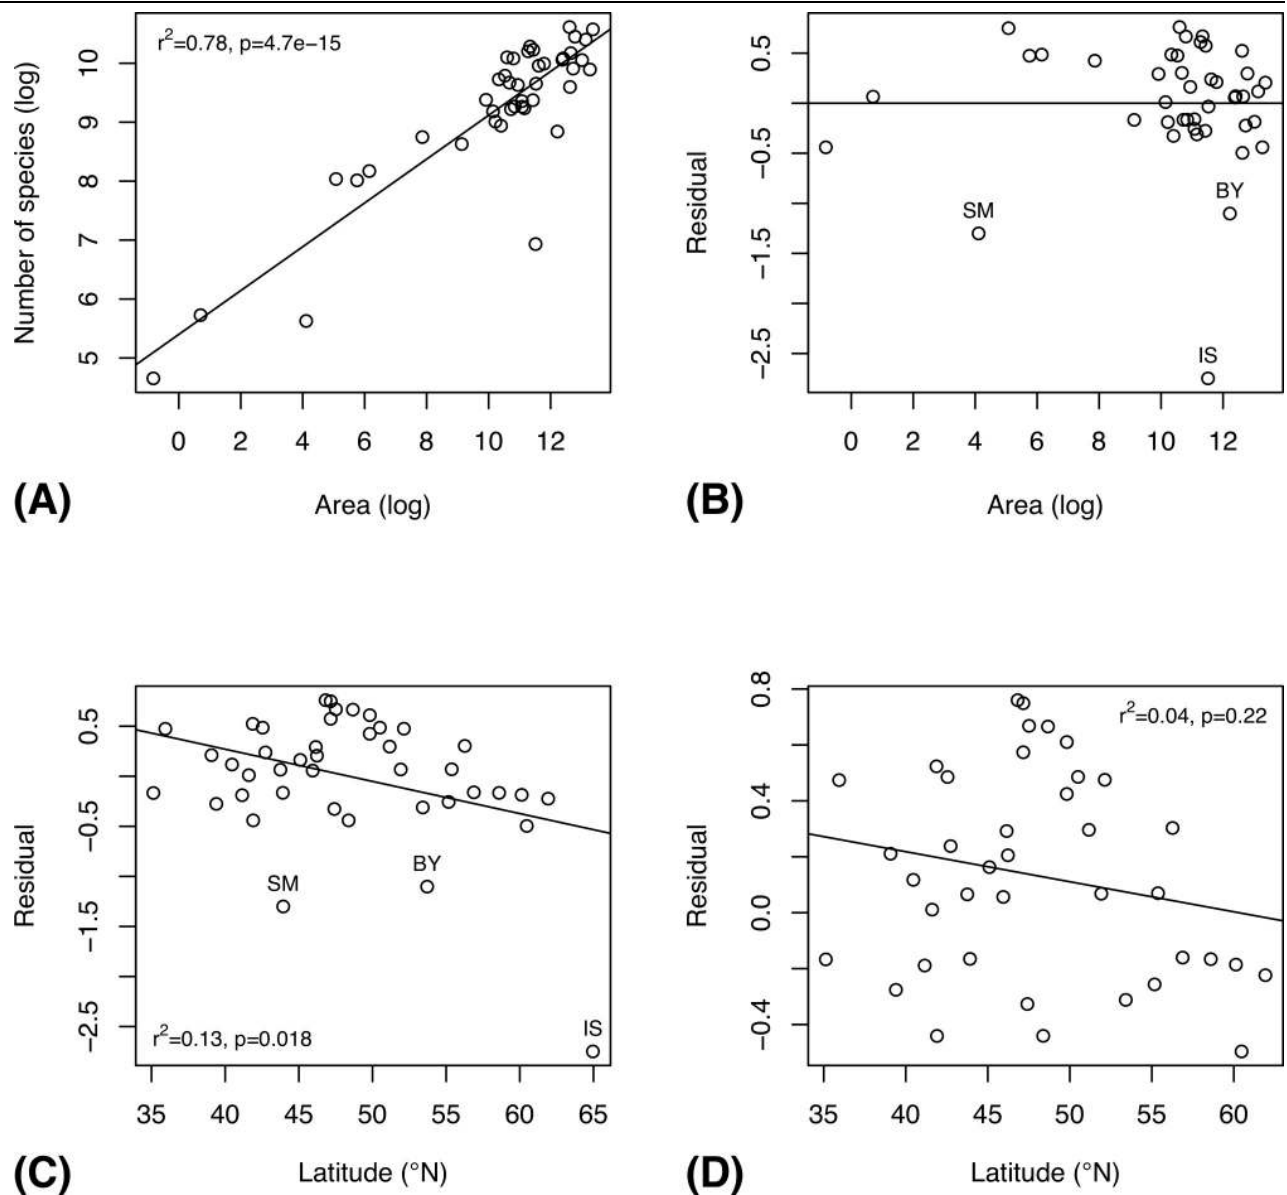 r²=0.78, p=4.7e−15
Number of species (log)
10
9
8
7
6
5
0 2 4 6 8 10 12
Area (log)
(A)
Residual
0.5
−0.5
−1.5
−2.5
SM
BY
IS
0 2 4 6 8 10 12
Area (log)
(B)
Residual
0.5
−0.5
−1.5
−2.5
SM
BY
IS
r²=0.13, p=0.018
35 40 45 50 55 60 65
Latitude (°N)
(C)
r²=0.04, p=0.22
Residual
0.8
0.4
0.0
−0.4
35 40 45 50 55 60
Latitude (°N)
(D)